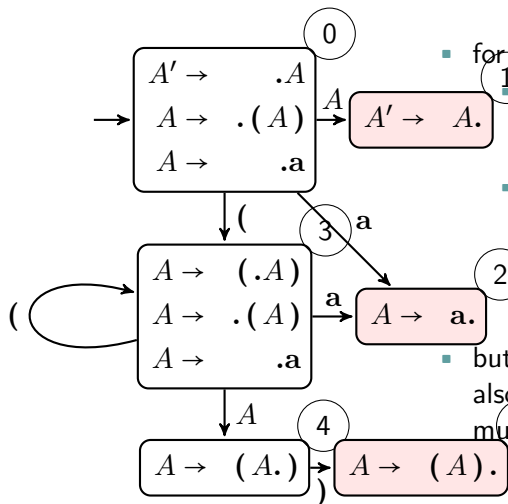 0
A′ → .A
A → .( A )
A → .a
A
1
A′ → A.
for
(
3
a
A → ( .A )
A → .( A )
A → .a
(
a
2
A → a.
but
also
A
4
A → ( A. )
)
A → ( A ).